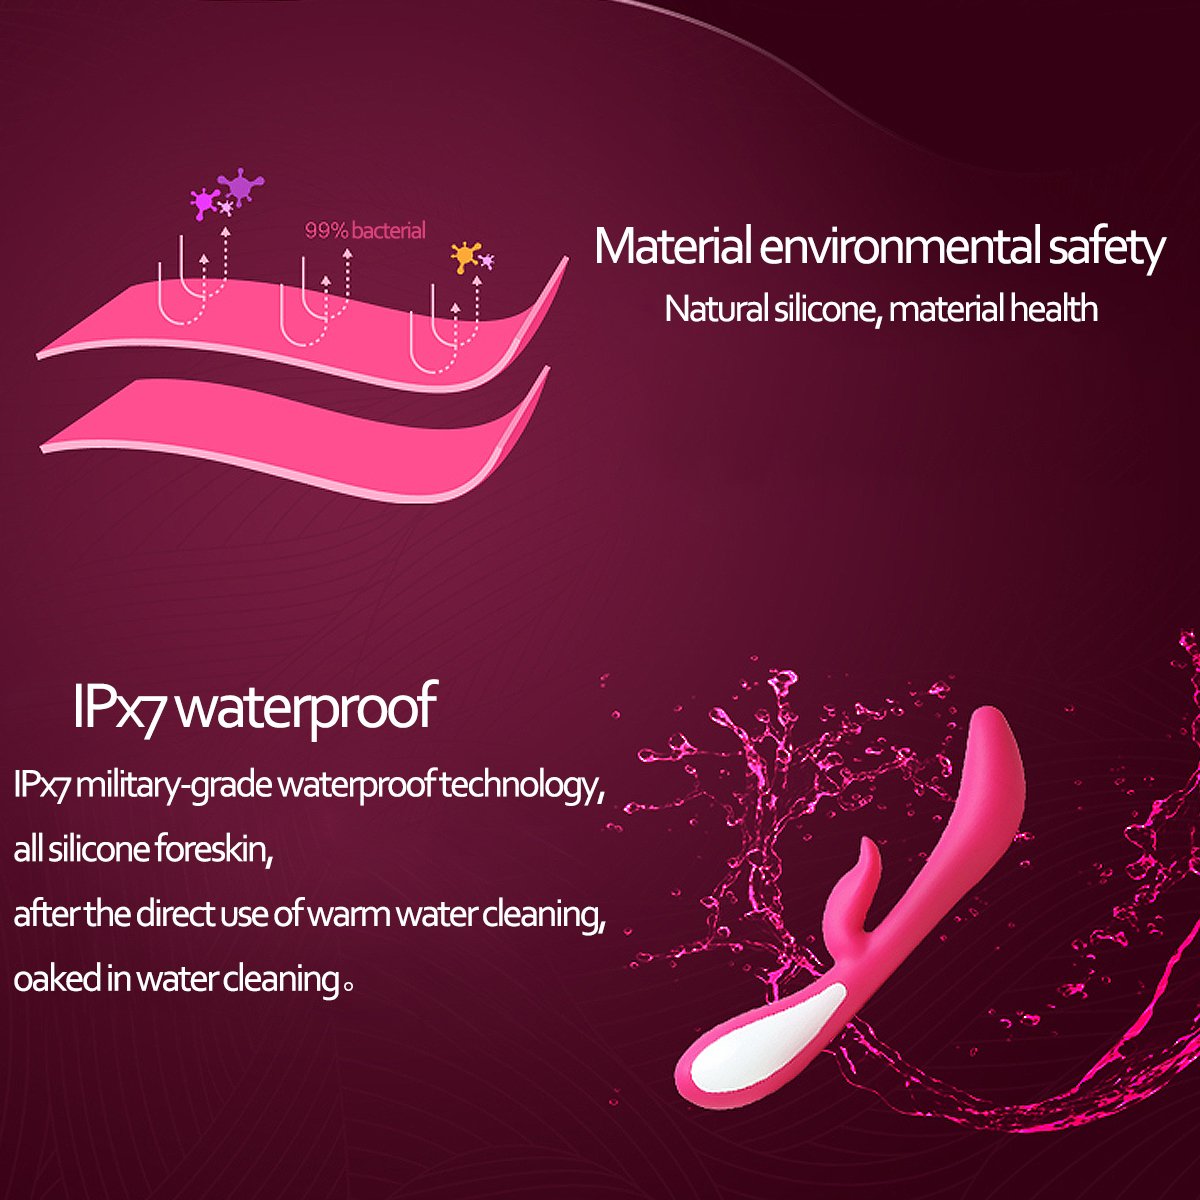 99% bacterial
Material environmental safety
Natural silicone, material health
IPx7 waterproof
IPx7 military-grade waterproof technology,
all silicone foreskin,
after the direct use of warm water cleaning,
oaked in water cleaning。